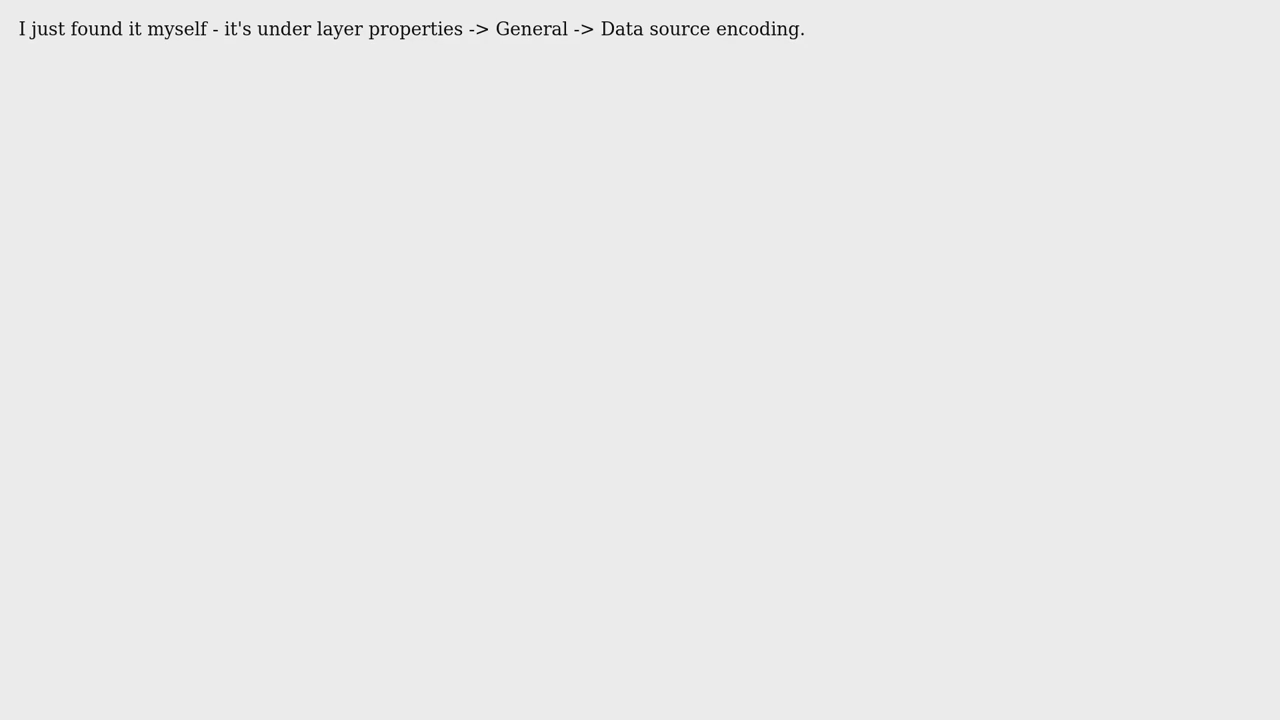 I just found it myself - it's under layer properties -> General -> Data source encoding.